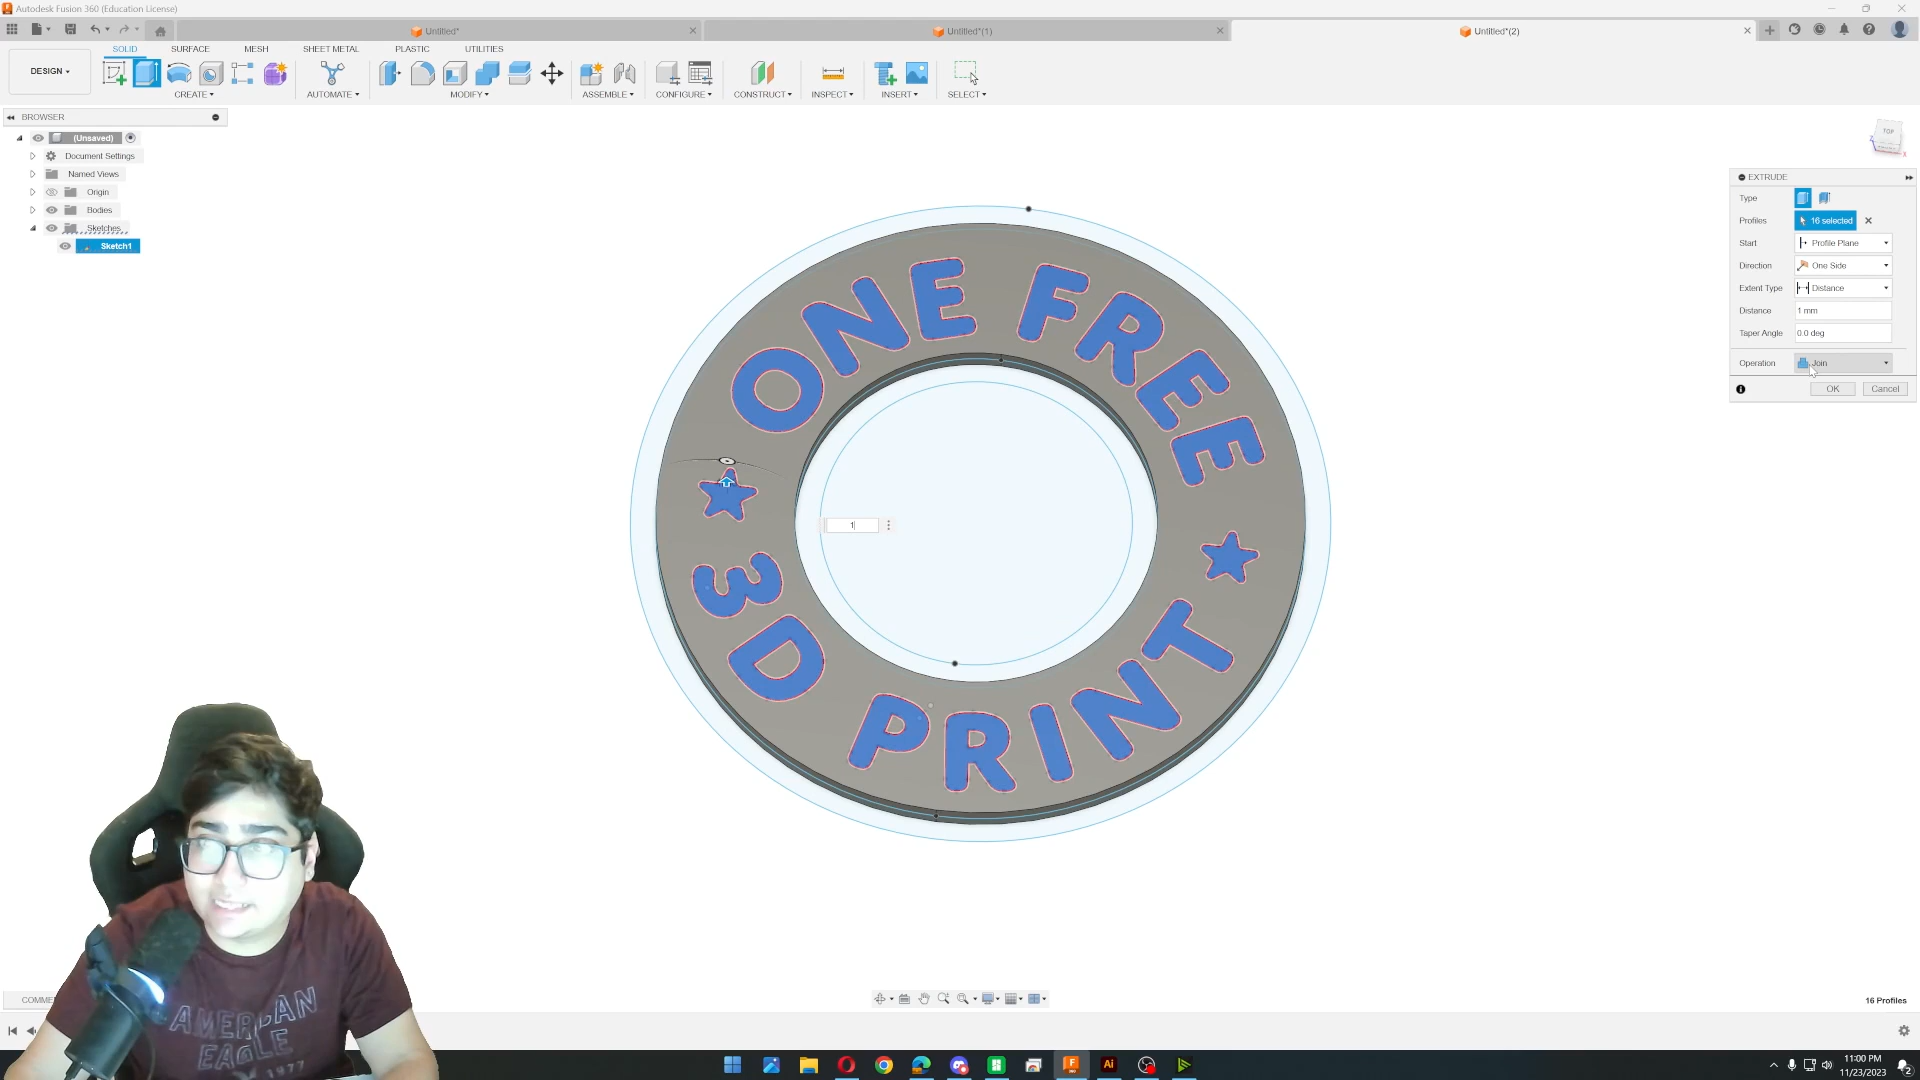 Autodesk Fusion 360 (Education License)
Untitled*
Untitled*(1)
Untitled*(2)
SOLID
SURFACE
MESH
SHEET METAL
PLASTIC
UTILITIES
DESIGN
CREATE
AUTOMATE
MODIFY
ASSEMBLE
CONFIGURE
CONSTRUCT
INSPECT
INSERT
SELECT
BROWSER
(Unsaved)
Document Settings
Named Views
Origin
Bodies
Sketches
Sketch1
TOP
EXTRUDE
Type
Profiles
16 selected
Start
Profile Plane
Direction
One Side
Extent Type
Distance
Distance
1 mm
Taper Angle
0.0 deg
Operation
Join
OK
Cancel
ONE FREE
3D PRINT
1
AMERICAN
EAGLE
1977
16 Profiles
11:00 PM
11/23/2023
2
Ai